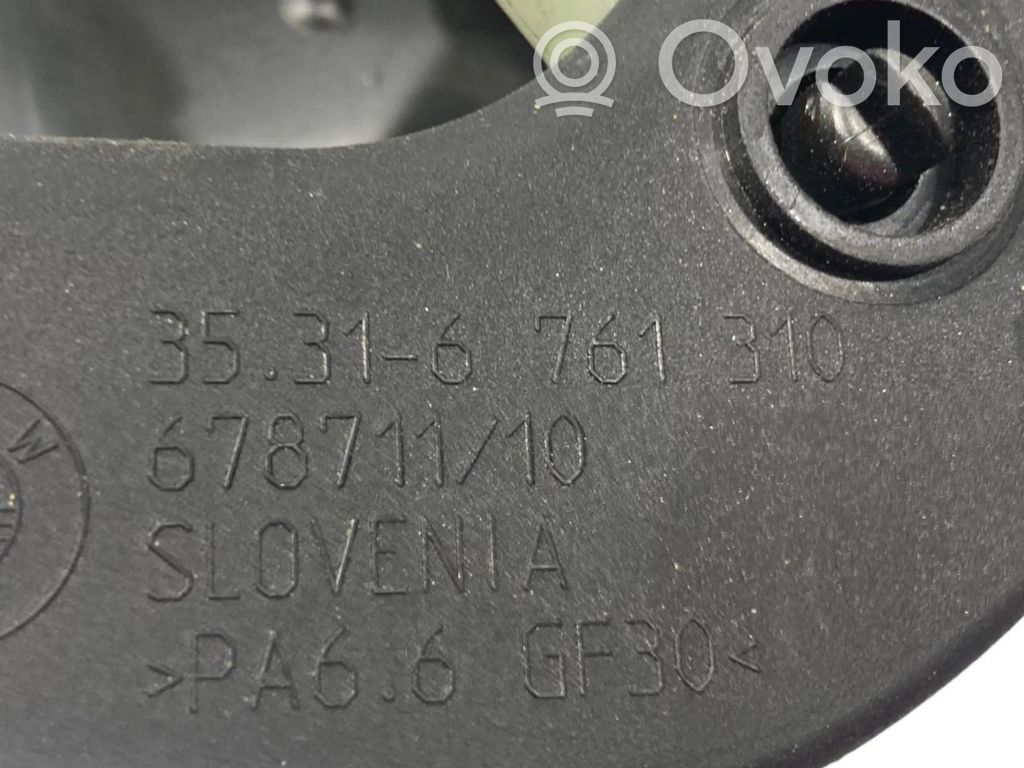 Ovoko
35.31-6 761 310
678711/10
W
SLOVENIA
>PA6.6 GF30<